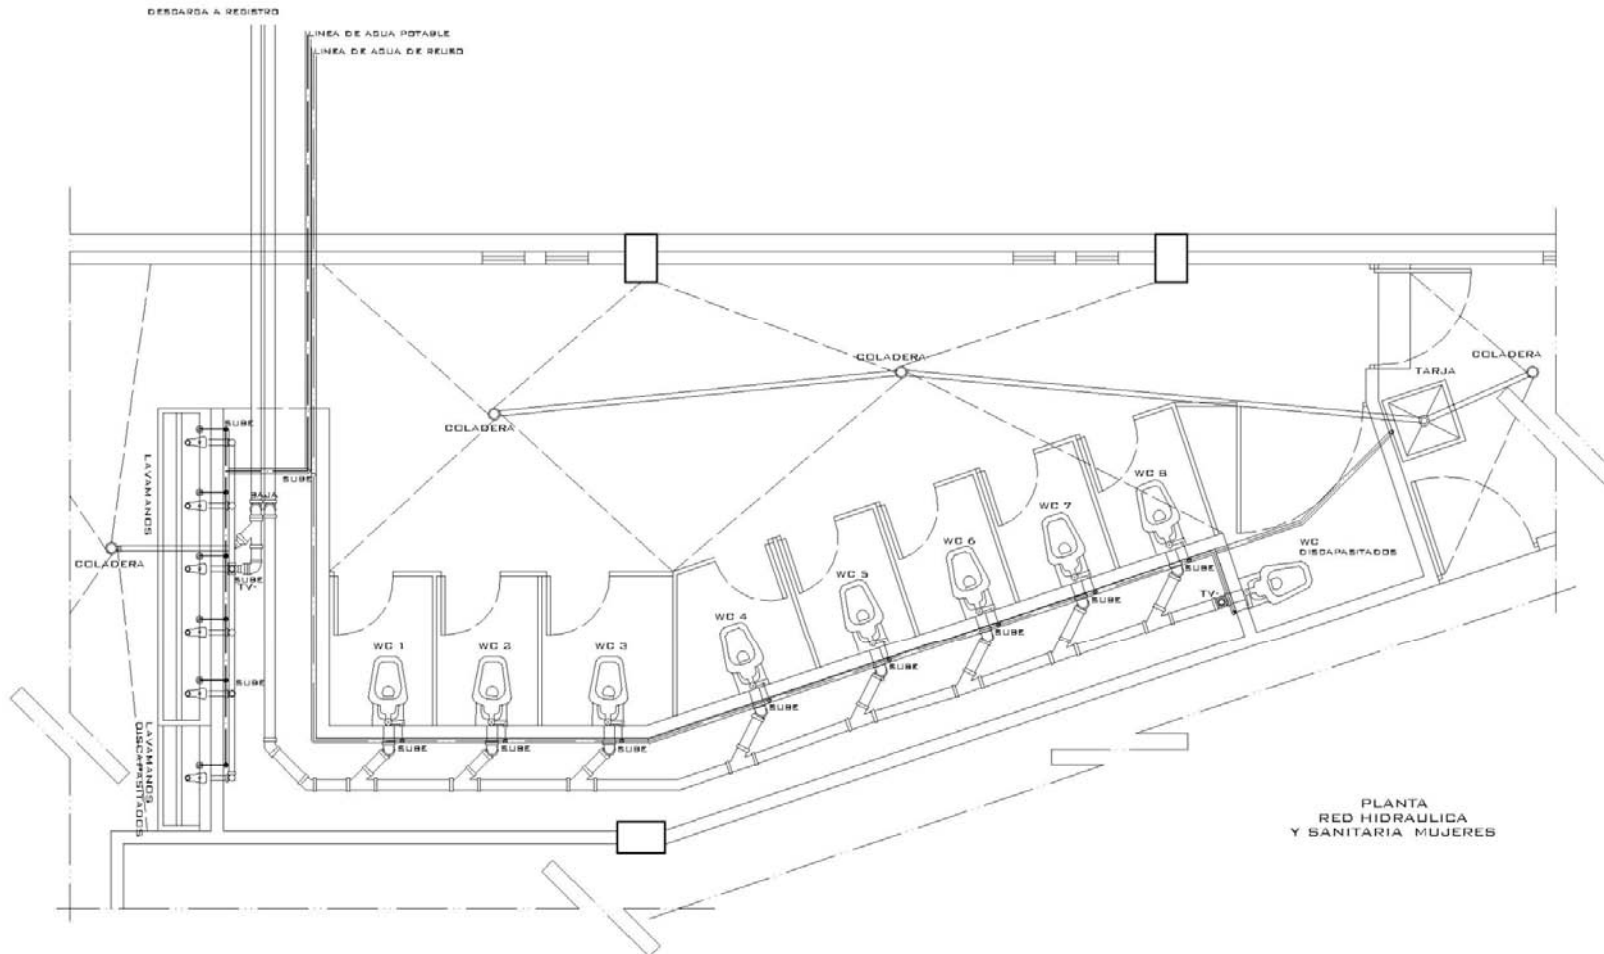 DESCARGA A REGISTRO
LINEA DE AGUA POTABLE
LINEA DE AGUA DE REUSO
COLADERA
COLADERA
TARJA
COLADERA
SUBE
LAVAMANOS
SUBE
BAJA
WC 8
WC 7
WC 6
WC
DISCAPASITADOS
COLADERA
SUBE
TV-
WC 5
SUBE
TV-
SUBE
WC 4
SUBE
WC 1
WC 2
WC 3
SUBE
SUBE
SUBE
LAVAMANOS
DISCAPASITADOS
SUBE
SUBE
SUBE
PLANTA
RED HIDRAULICA
Y SANITARIA MUJERES